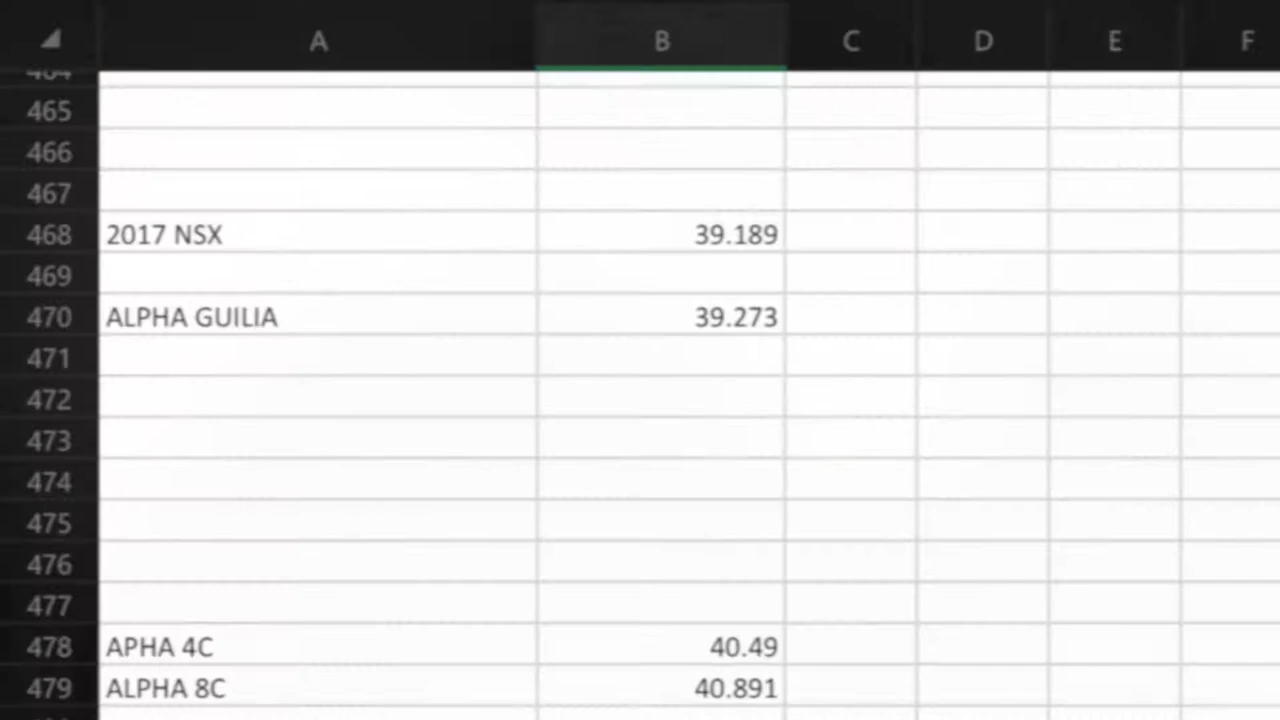 A B C D E F
464
465
466
467
468 2017 NSX 39.189
469
470 ALPHA GUILIA 39.273
471
472
473
474
475
476
477
478 APHA 4C 40.49
479 ALPHA 8C 40.891